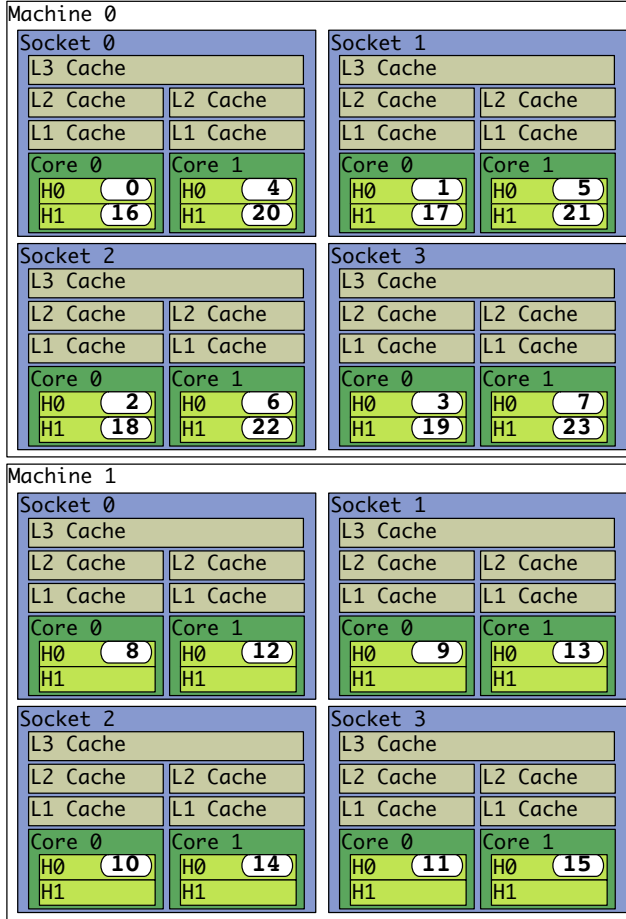 Machine 0
Socket 0 Socket 1
L3 Cache L3 Cache
L2 Cache L2 Cache L2 Cache L2 Cache
L1 Cache L1 Cache L1 Cache L1 Cache
Core 0 Core 1 Core 0 Core 1
H0 0 H0 4 H0 1 H0 5
H1 16 H1 20 H1 17 H1 21
Socket 2 Socket 3
L3 Cache L3 Cache
L2 Cache L2 Cache L2 Cache L2 Cache
L1 Cache L1 Cache L1 Cache L1 Cache
Core 0 Core 1 Core 0 Core 1
H0 2 H0 6 H0 3 H0 7
H1 18 H1 22 H1 19 H1 23
Machine 1
Socket 0 Socket 1
L3 Cache L3 Cache
L2 Cache L2 Cache L2 Cache L2 Cache
L1 Cache L1 Cache L1 Cache L1 Cache
Core 0 Core 1 Core 0 Core 1
H0 8 H0 12 H0 9 H0 13
H1 H1 H1 H1
Socket 2 Socket 3
L3 Cache L3 Cache
L2 Cache L2 Cache L2 Cache L2 Cache
L1 Cache L1 Cache L1 Cache L1 Cache
Core 0 Core 1 Core 0 Core 1
H0 10 H0 14 H0 11 H0 15
H1 H1 H1 H1